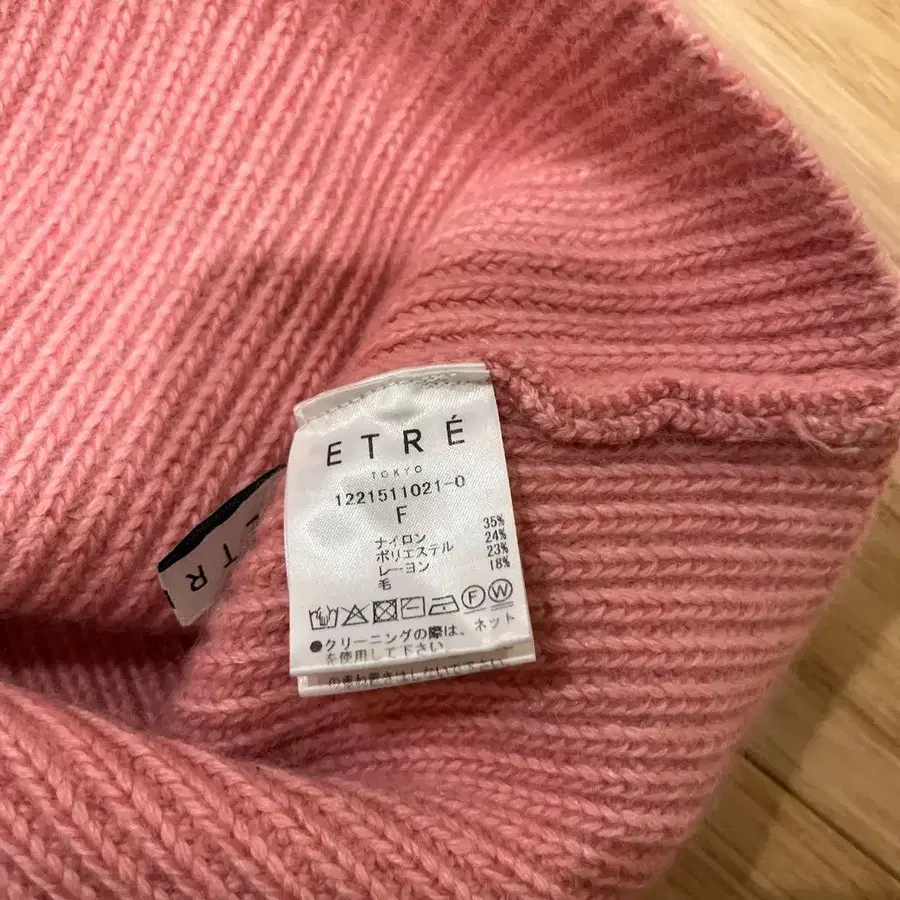 ETRÉ
TOKYO
1221511021-0
F
ナイロン 35%
ポリエステル 24%
レーヨン 23%
毛 18%
F W
●クリーニングの際は、ネット
を使用して下さい
ETR